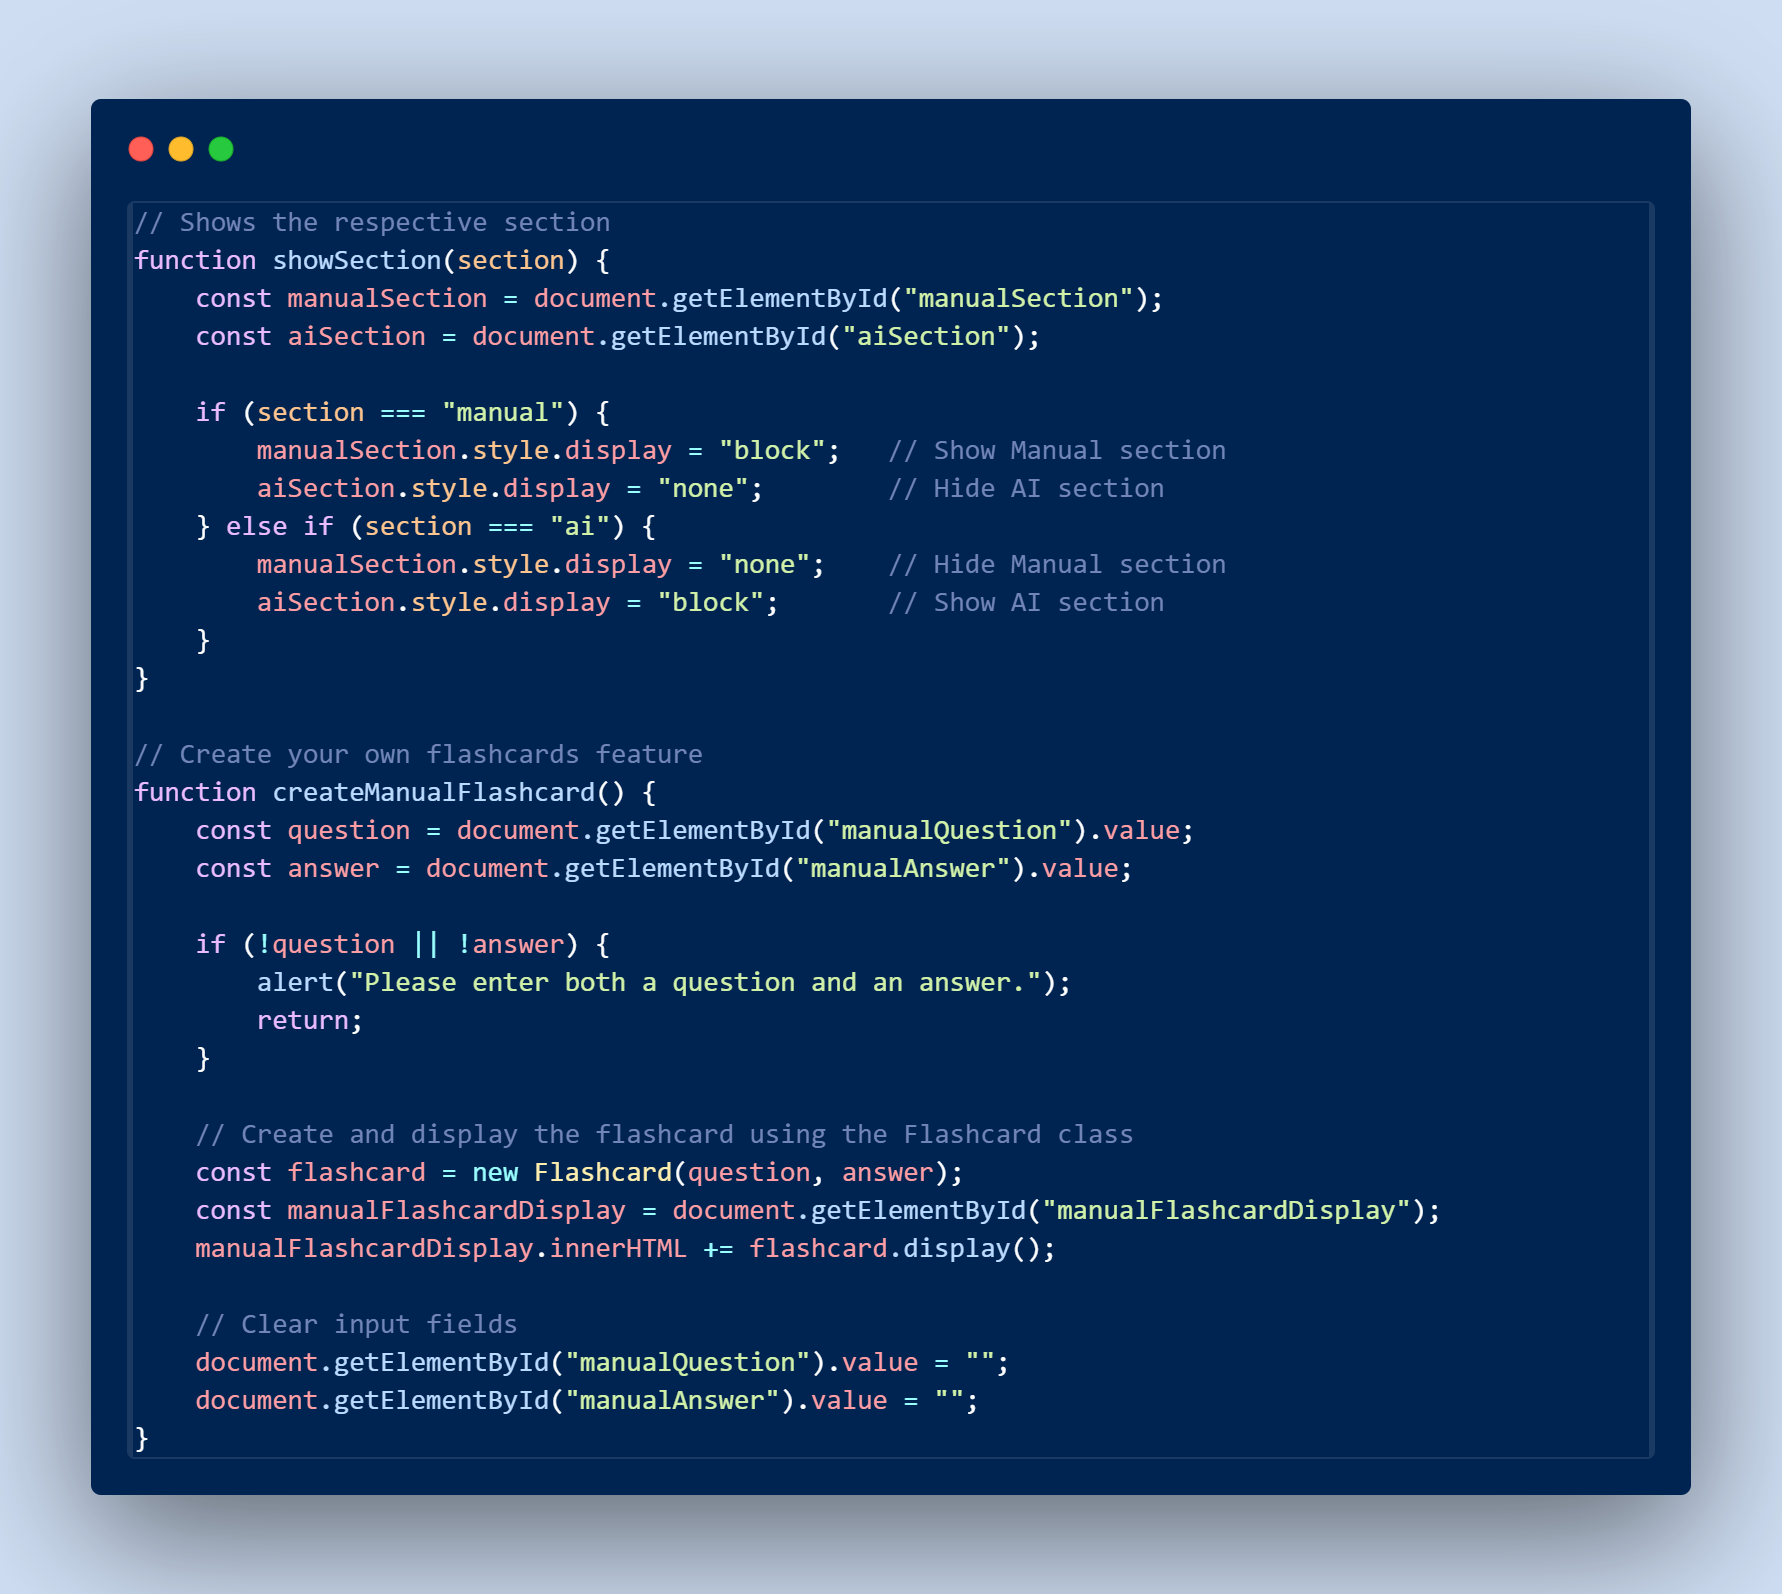 // Shows the respective section
function showSection(section) {
    const manualSection = document.getElementById("manualSection");
    const aiSection = document.getElementById("aiSection");

    if (section === "manual") {
        manualSection.style.display = "block";   // Show Manual section
        aiSection.style.display = "none";        // Hide AI section
    } else if (section === "ai") {
        manualSection.style.display = "none";    // Hide Manual section
        aiSection.style.display = "block";       // Show AI section
    }
}

// Create your own flashcards feature
function createManualFlashcard() {
    const question = document.getElementById("manualQuestion").value;
    const answer = document.getElementById("manualAnswer").value;

    if (!question || !answer) {
        alert("Please enter both a question and an answer.");
        return;
    }

    // Create and display the flashcard using the Flashcard class
    const flashcard = new Flashcard(question, answer);
    const manualFlashcardDisplay = document.getElementById("manualFlashcardDisplay");
    manualFlashcardDisplay.innerHTML += flashcard.display();

    // Clear input fields
    document.getElementById("manualQuestion").value = "";
    document.getElementById("manualAnswer").value = "";
}